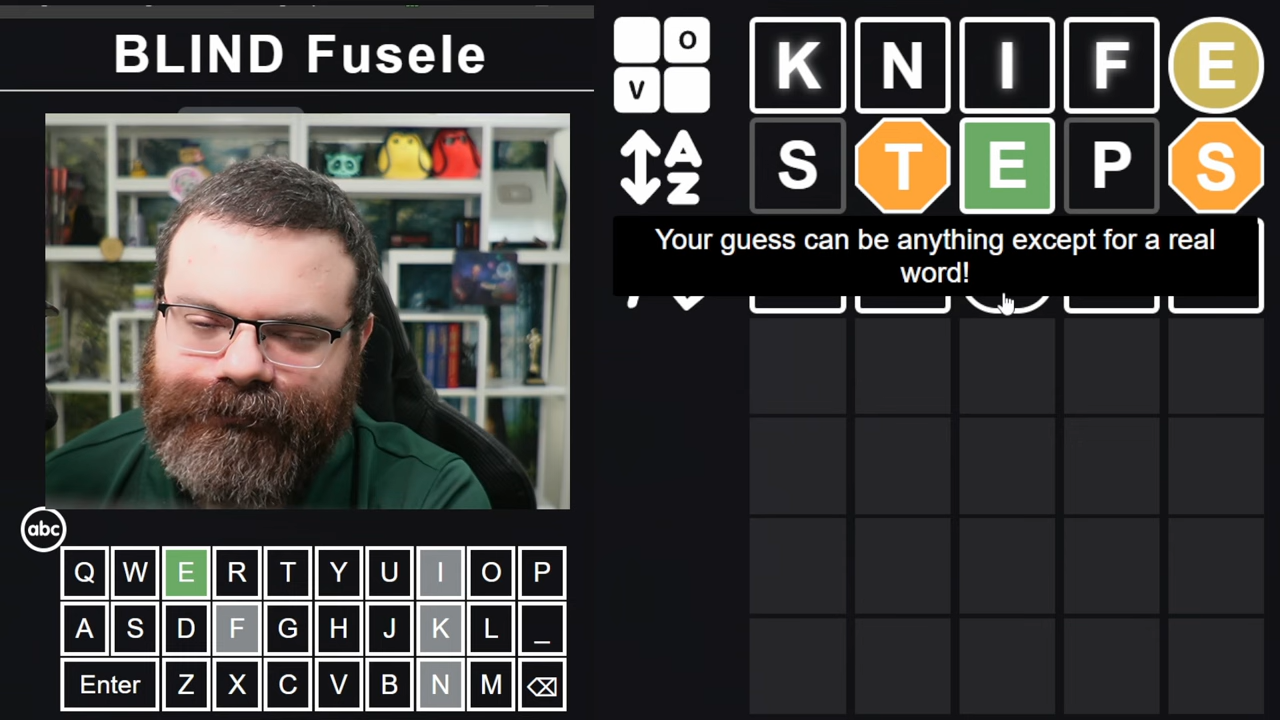 BLIND Fusele
O
V
K N I F E
A
Z
S T E P S
Your guess can be anything except for a real
word!
abc
Q W E R T Y U I O P
A S D F G H J K L _
Enter Z X C V B N M ⌫